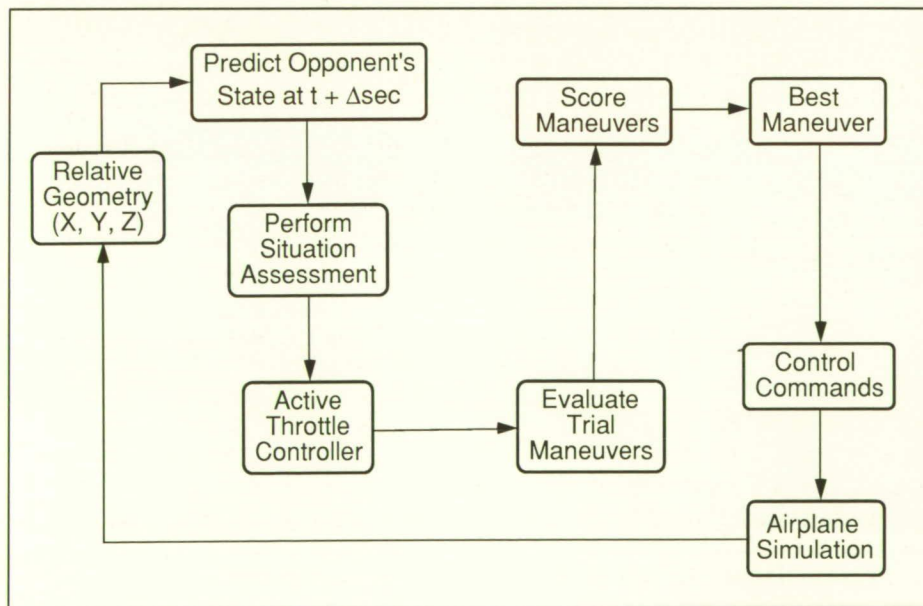 Predict Opponent's
State at t + Δsec
Relative
Geometry
(X, Y, Z)
Perform
Situation
Assessment
Active
Throttle
Controller
Evaluate
Trial
Maneuvers
Score
Maneuvers
Best
Maneuver
Control
Commands
Airplane
Simulation